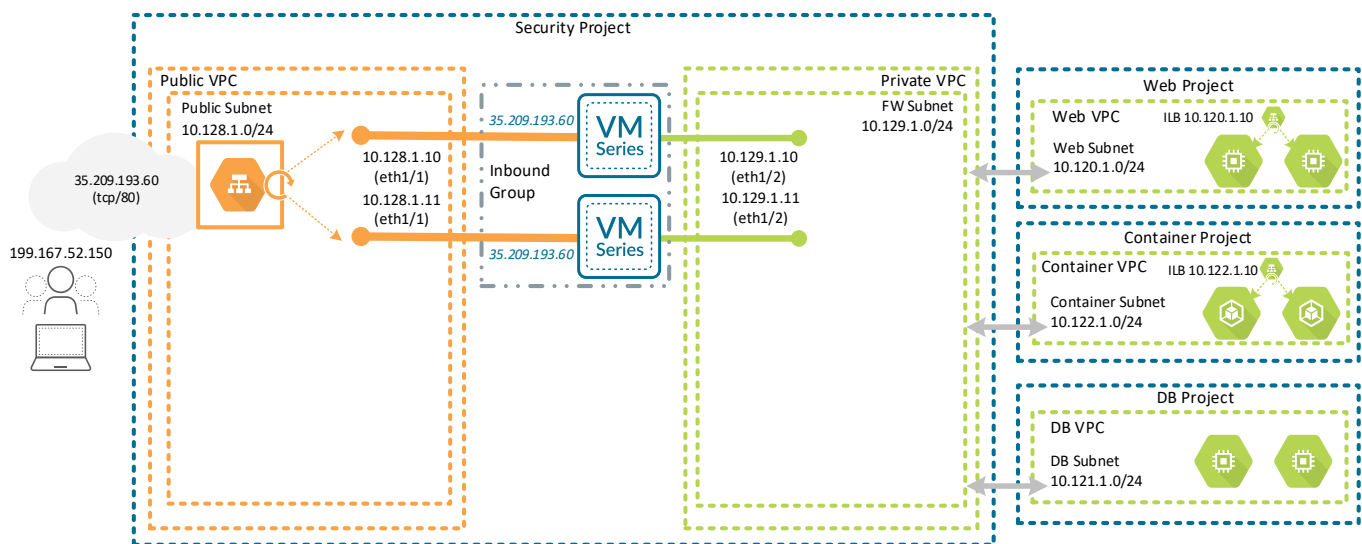 Security Project
Public VPC
Public Subnet
10.128.1.0/24
35.209.193.60
(tcp/80)
199.167.52.150
10.128.1.10
(eth1/1)
10.128.1.11
(eth1/1)
35.209.193.60
VM
Series
Inbound
Group
VM
Series
35.209.193.60
Private VPC
FW Subnet
10.129.1.0/24
10.129.1.10
(eth1/2)
10.129.1.11
(eth1/2)
Web Project
Web VPC
ILB 10.120.1.10
Web Subnet
10.120.1.0/24
Container Project
Container VPC
ILB 10.122.1.10
Container Subnet
10.122.1.0/24
DB Project
DB VPC
DB Subnet
10.121.1.0/24